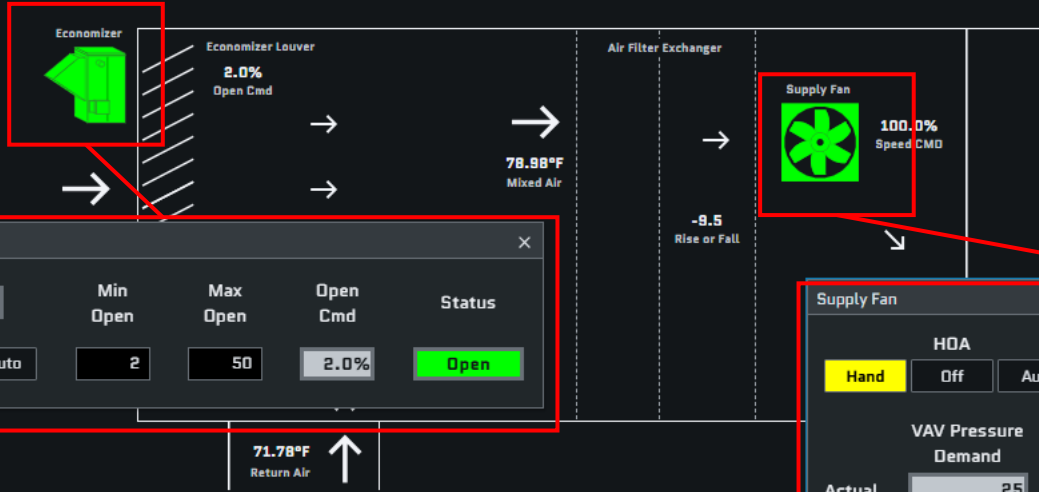 Economizer
Economizer Louver
2.0%
Open Cmd
Air Filter Exchanger
Supply Fan
100.0%
Speed CMD
78.98°F
Mixed Air
-9.5
Rise or Fall
×
Min
Open
Max
Open
Open
Cmd
Status
uto
2
50
2.0%
Open
Supply Fan
HOA
Hand
Off
Au
VAV Pressure
Demand
Actual
25
71.78°F
Return Air